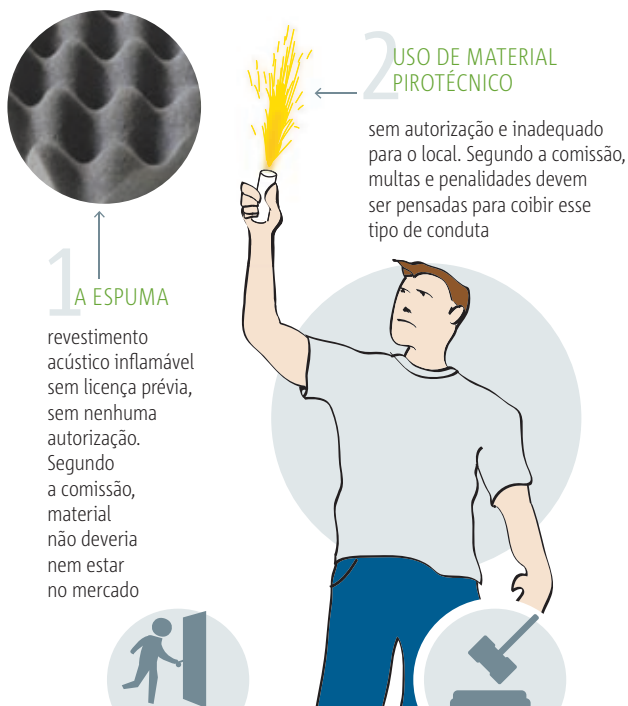 1
A ESPUMA
revestimento
acústico inflamável
sem licença prévia,
sem nenhuma
autorização.
Segundo
a comissão,
material
não deveria
nem estar
no mercado
2
USO DE MATERIAL
PIROTÉCNICO
sem autorização e inadequado
para o local. Segundo a comissão,
multas e penalidades devem
ser pensadas para coibir esse
tipo de conduta